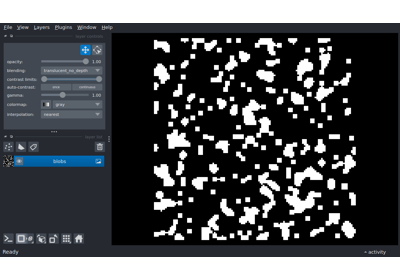 File View Layers Plugins Window Help
opacity: 1.00
blending: translucent_no_depth
contrast limits:
auto-contrast: once continuous
gamma: 1.00
colormap: gray
interpolation: nearest
blobs
Ready activity